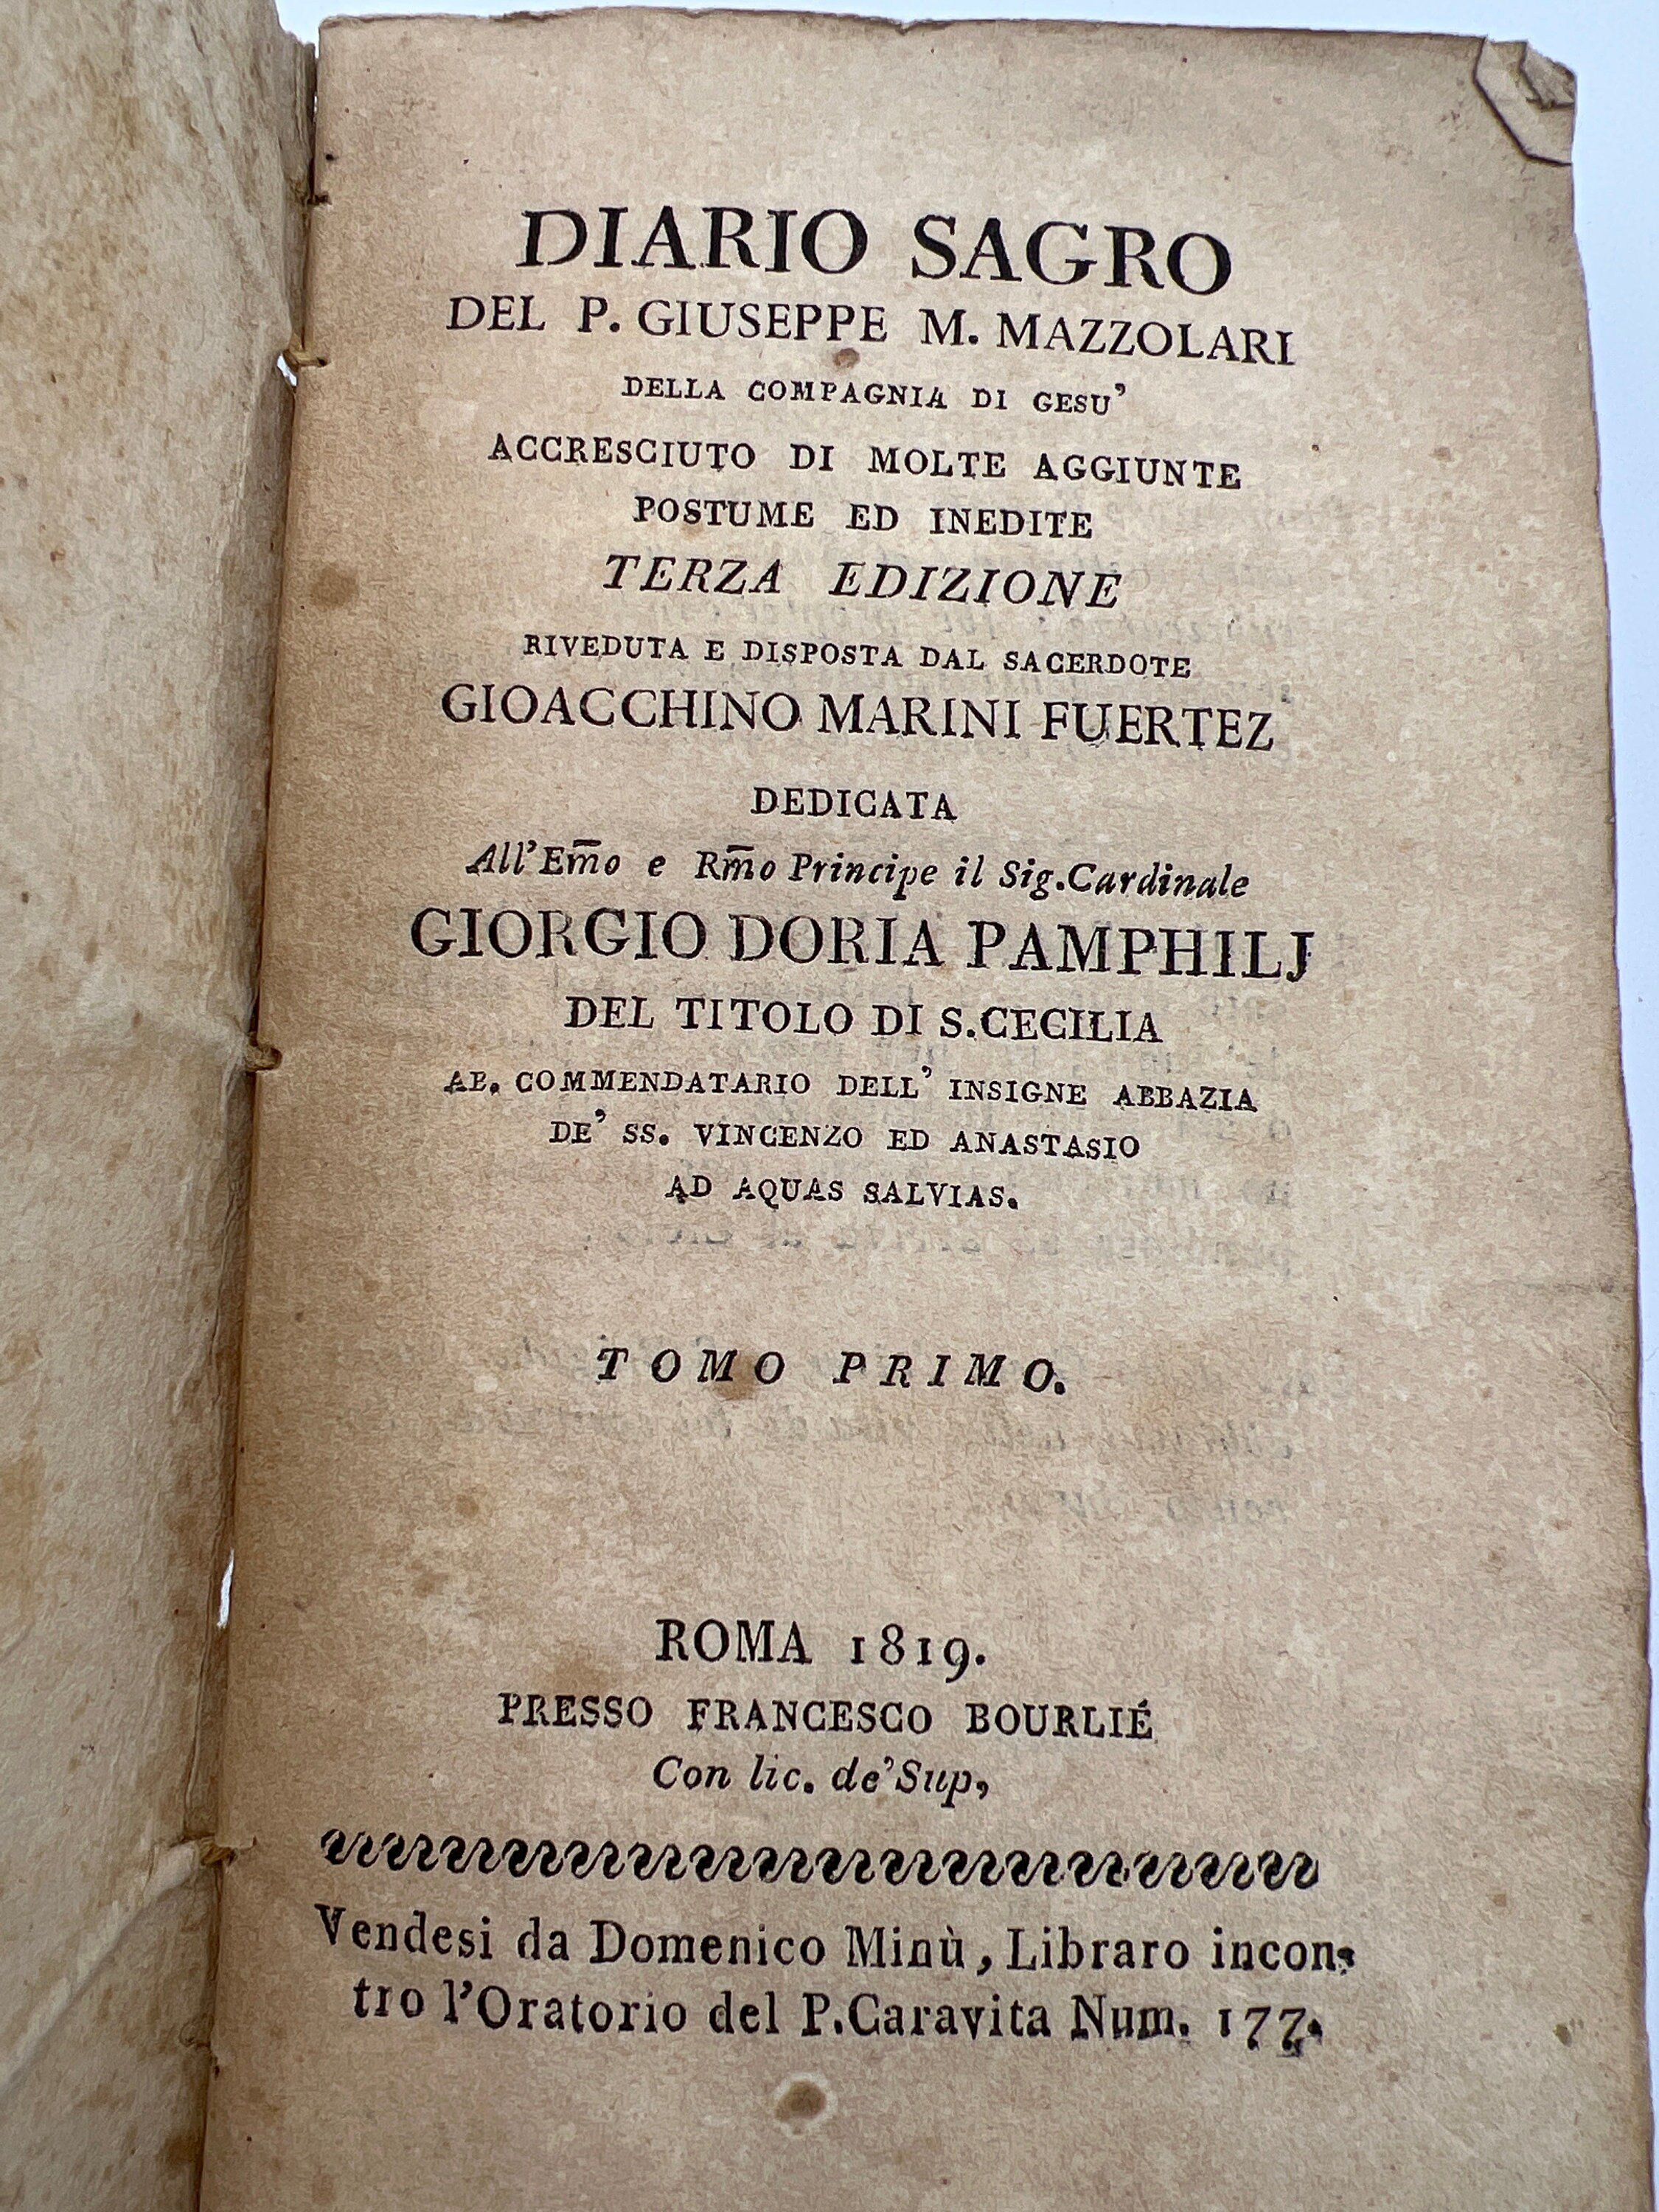 DIARIO SAGRO
DEL P. GIUSEPPE M. MAZZOLARI
DELLA COMPAGNIA DI GESU'
ACCRESCIUTO DI MOLTE AGGIUNTE
POSTUME ED INEDITE
TERZA EDIZIONE
RIVEDUTA E DISPOSTA DAL SACERDOTE
GIOACCHINO MARINI FUERTEZ
DEDICATA
All'Em̅o e Rm̅o Principe il Sig.Cardinale
GIORGIO DORIA PAMPHILJ
DEL TITOLO DI S.CECILIA
AB. COMMENDATARIO DELL' INSIGNE ABBAZIA
DE' SS. VINCENZO ED ANASTASIO
AD AQUAS SALVIAS.
TOMO PRIMO.
ROMA 1819.
PRESSO FRANCESCO BOURLIÉ
Con lic. de'Sup,
Vendesi da Domenico Minù, Libraro incon-
tro l'Oratorio del P.Caravita Num. 177.